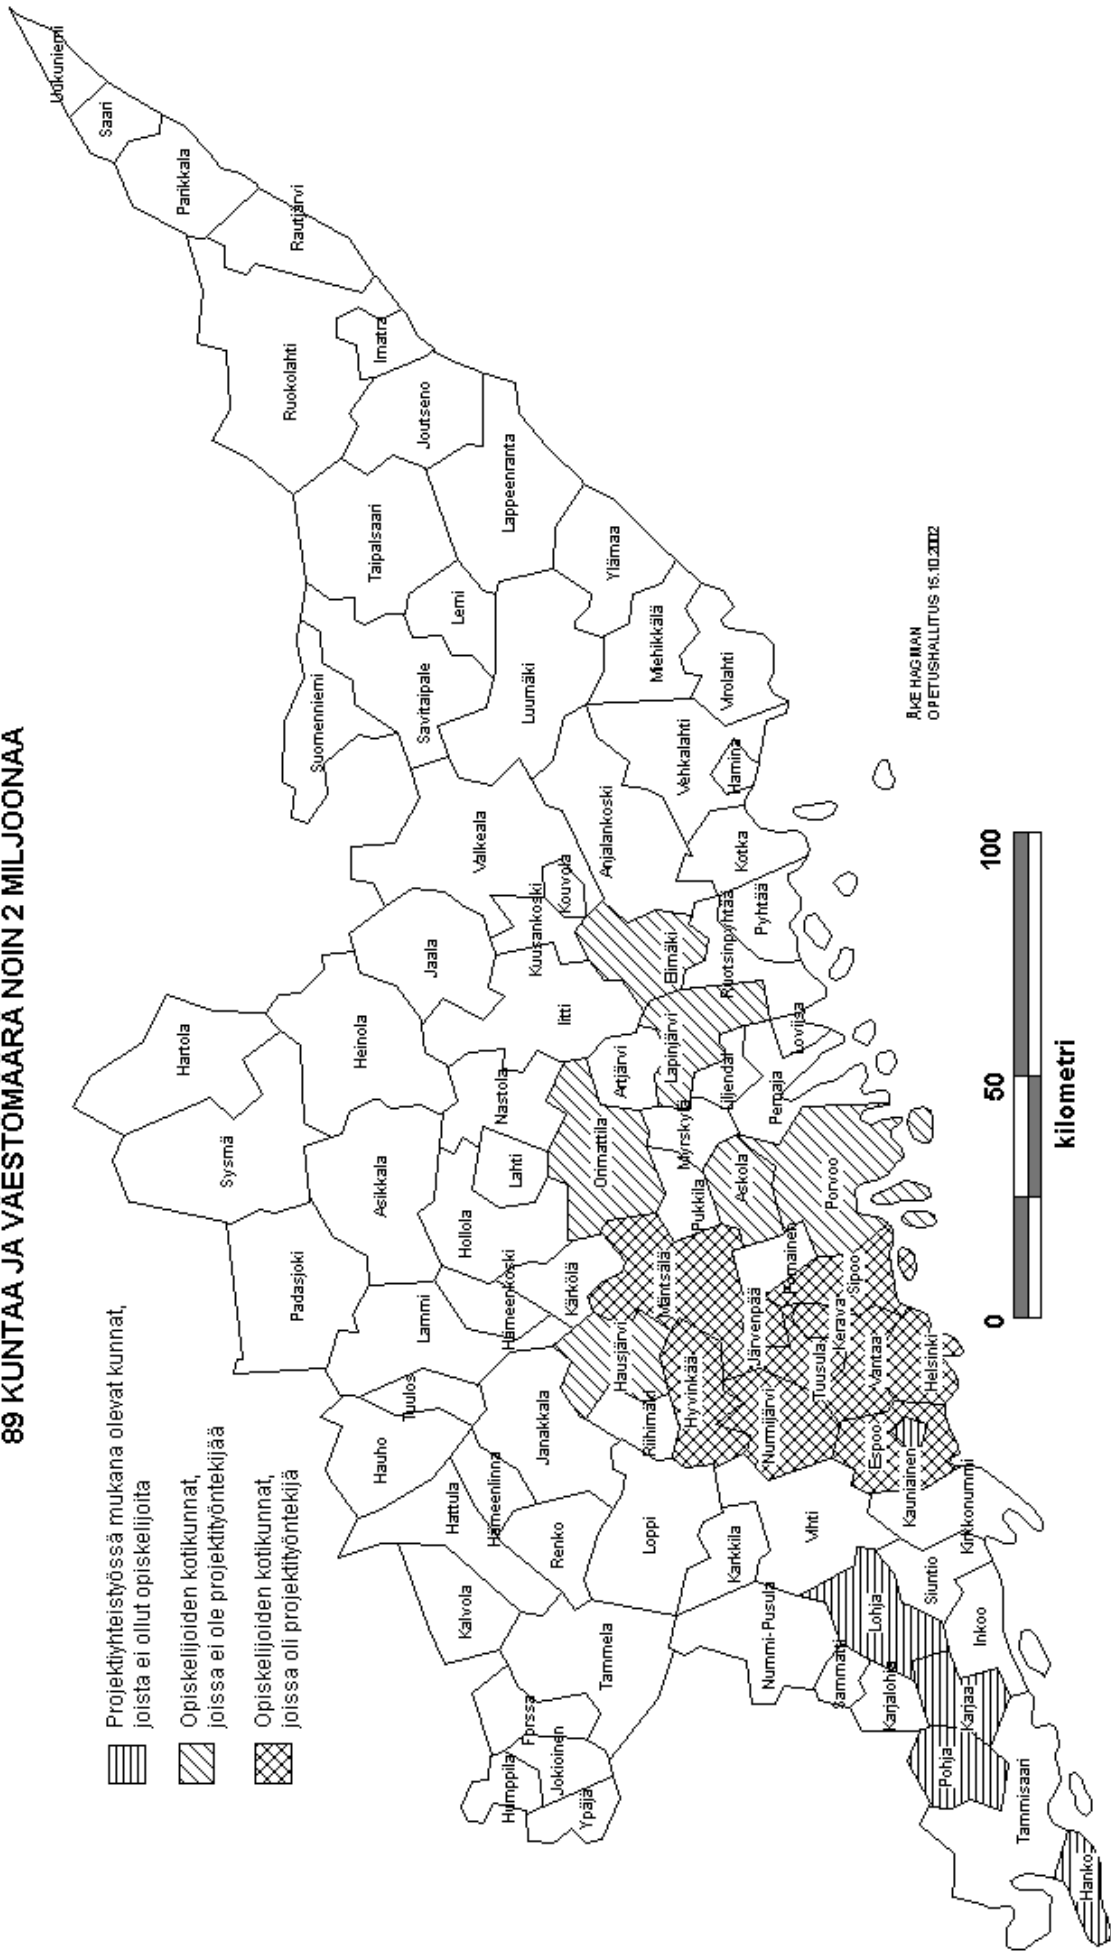 89 KUNTAA JA VÄESTÖMÄÄRÄ NOIN 2 MILJOONAA
Projektiyhteistyössä mukana olevat kunnat,
joista ei ollut opiskelijoita
Opiskelijoiden kotikunnat,
joissa ei ole projektityöntekijää
Opiskelijoiden kotikunnat,
joissa oli projektityöntekijä
Uukuniemi
Saari
Parikkala
Rautjärvi
Ruokolahti
Imatra
Joutseno
Lappeenranta
Taipalsaari
Lemi
Ylämaa
Suomenniemi
Savitaipale
Luumäki
Miehikkälä
Virolahti
Vehkalahti
Hamina
Valkeala
Anjalankoski
Kotka
Kouvola
Kuusankoski
Pyhtää
Ruotsinpyhtää
Elimäki
Jaala
Iitti
Hartola
Heinola
Sysmä
Asikkala
Nastola
Lahti
Hollola
Artjärvi
Lapinjärvi
Liljendal
Loviisa
Pernaja
Myrskylä
Orimattila
Pukkila
Askola
Porvoo
Padasjoki
Lammi
Hämeenkoski
Kärkölä
Mäntsälä
Pornainen
Sipoo
Järvenpää
Kerava
Tuusula
Vantaa
Helsinki
Hausjärvi
Hyvinkää
Riihimäki
Nurmijärvi
Espoo
Kauniainen
Kirkkonummi
Tuulos
Hauho
Janakkala
Hämeenlinna
Hattula
Renko
Loppi
Karkkila
Vihti
Kalvola
Tammela
Nummi-Pusula
Lohja
Siuntio
Inkoo
Sammatti
Karjalohja
Karjaa
Pohja
Tammisaari
Hanko
Forssa
Jokioinen
Humppila
Ypäjä
ÅKE HAGMAN
OPETUSHALLITUS 15.10.2002
0
50
100
kilometri